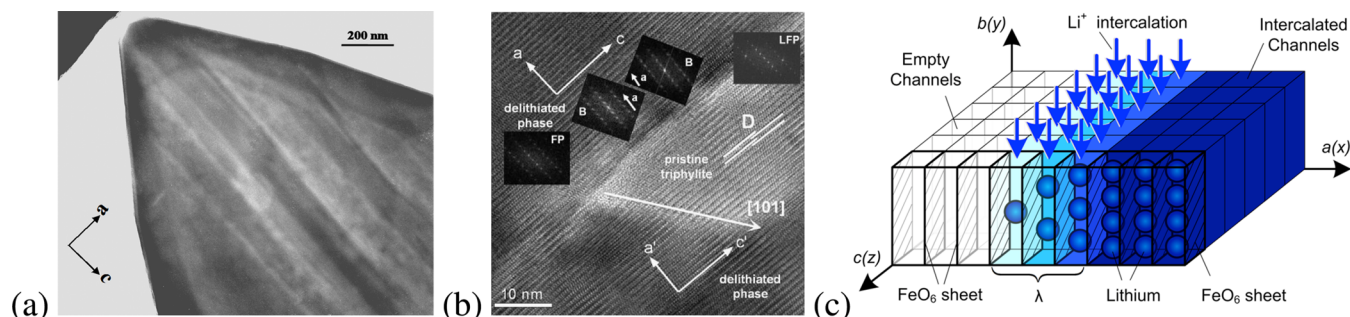 (a)
200 nm
a
c
(b)
a
c
B
a
B
a
LFP
delithiated
phase
FP
D
pristine
triphylite
[101]
a'
c'
delithiated
phase
10 nm
(c)
b(y)
Li+ intercalation
Intercalated
Channels
Empty
Channels
a(x)
c(z)
FeO6 sheet
λ
Lithium
FeO6 sheet